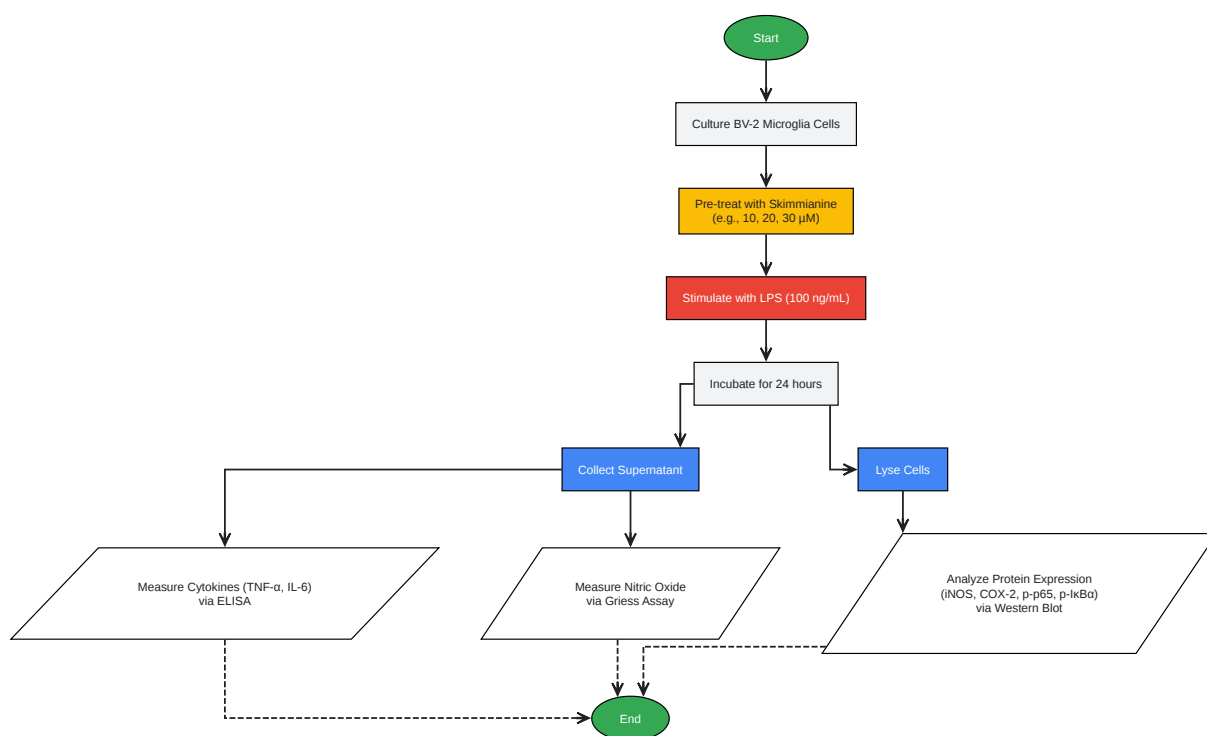 Start
Culture BV-2 Microglia Cells
Pre-treat with Skimmianine
(e.g., 10, 20, 30 μM)
Stimulate with LPS (100 ng/mL)
Incubate for 24 hours
Collect Supernatant
Lyse Cells
Measure Cytokines (TNF-α, IL-6)
via ELISA
Measure Nitric Oxide
via Griess Assay
Analyze Protein Expression
(iNOS, COX-2, p-p65, p-IκBα)
via Western Blot
End